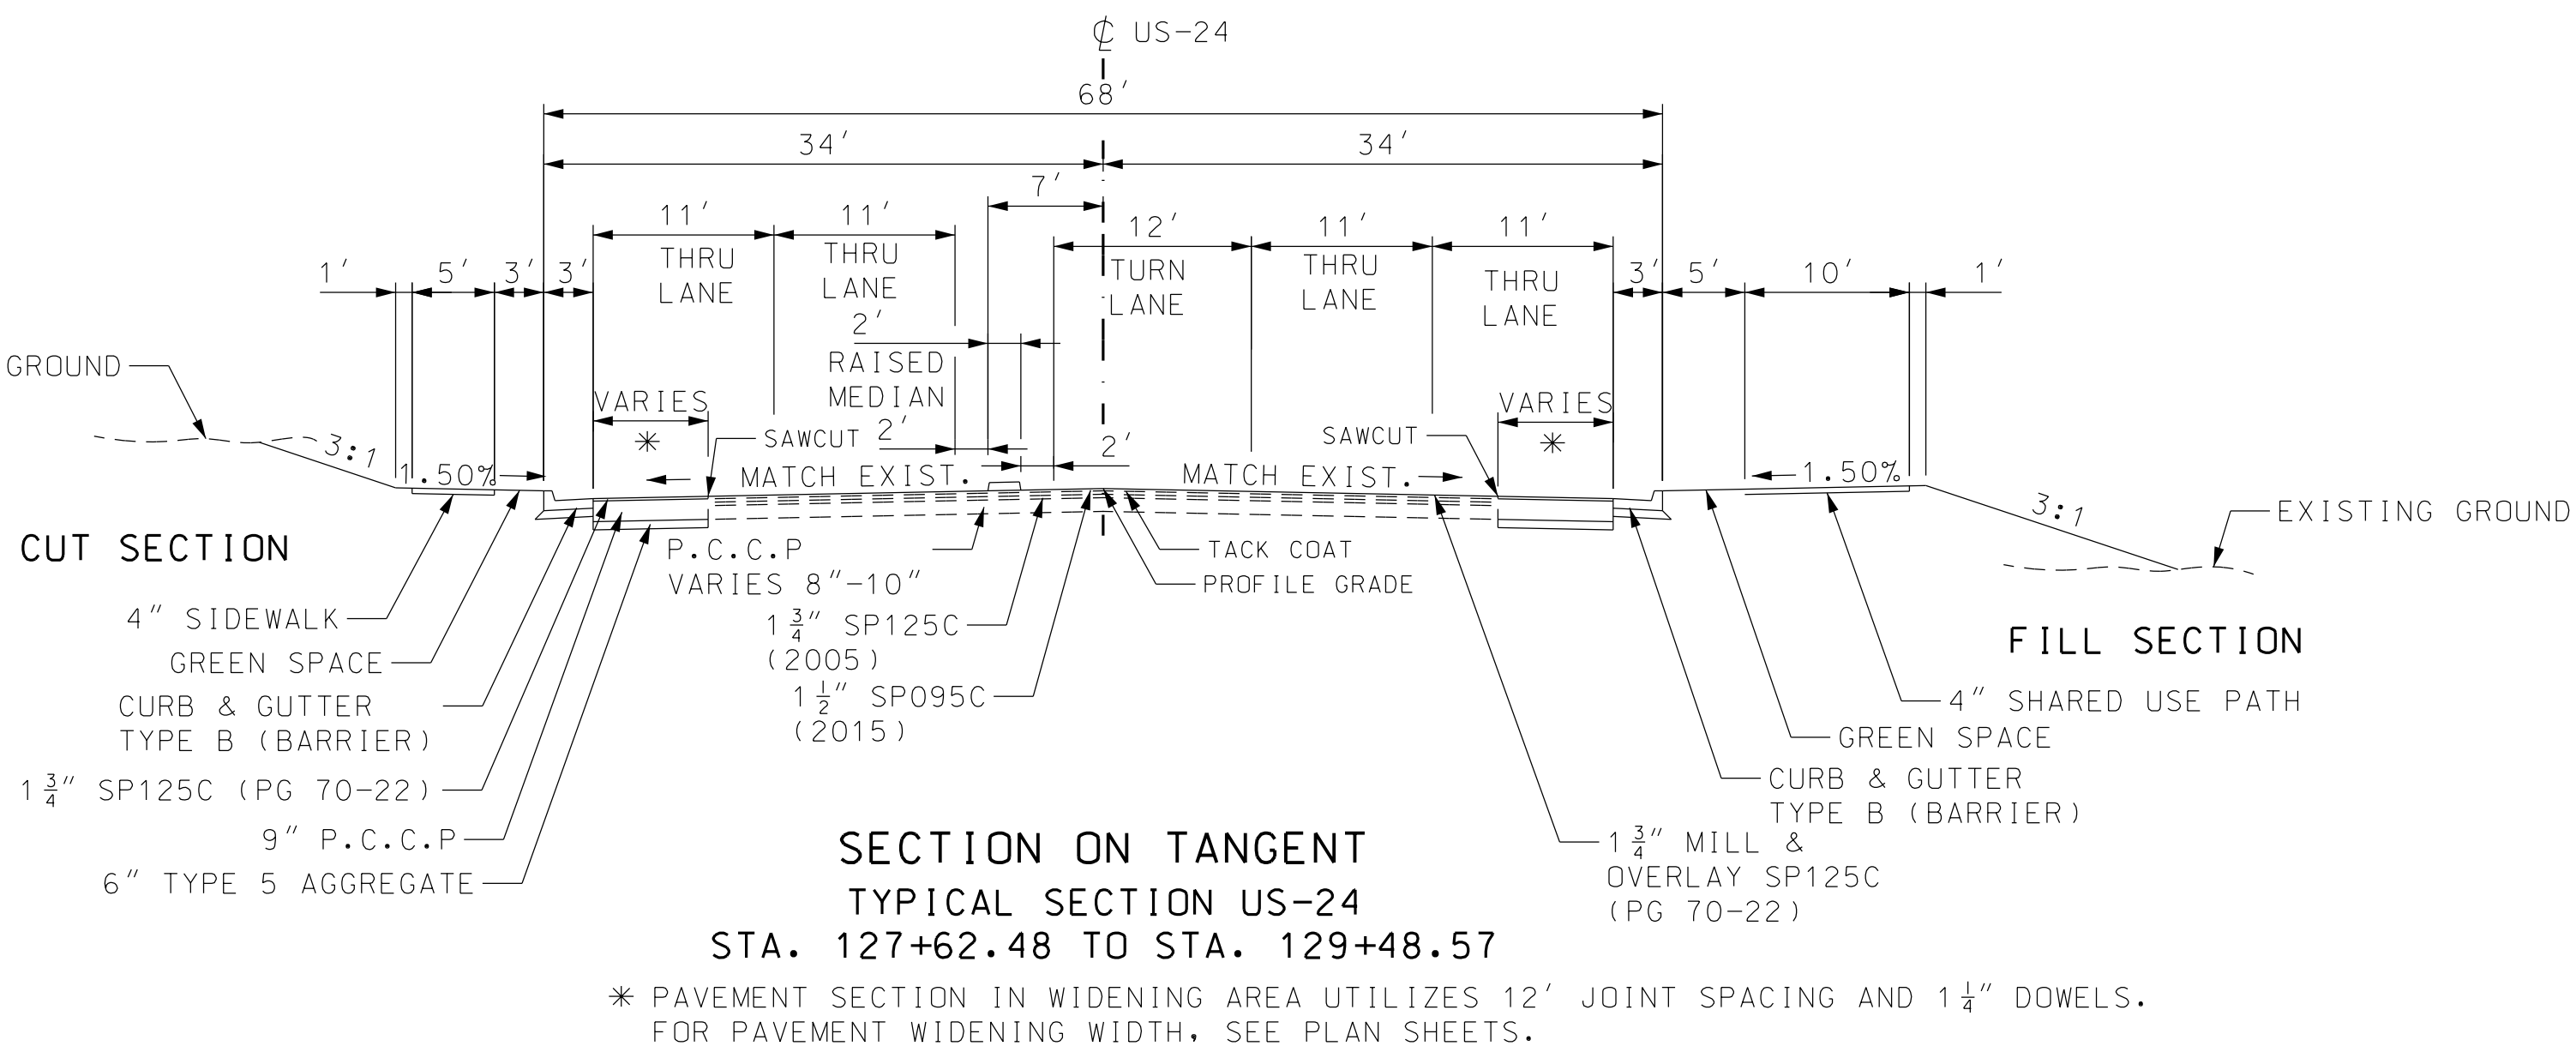 ℄ US-24
68'
34'
34'
7'
11'
11'
12'
11'
11'
THRU
LANE
THRU
LANE
TURN
LANE
THRU
LANE
THRU
LANE
1'
5'
3'
3'
3'
5'
10'
1'
2'
RAISED
MEDIAN
2'
2'
GROUND
VARIES
*
SAWCUT
SAWCUT
VARIES
*
3:1
1.50%
MATCH EXIST.
MATCH EXIST.
1.50%
3:1
EXISTING GROUND
CUT SECTION
P.C.C.P
VARIES 8"-10"
TACK COAT
PROFILE GRADE
4" SIDEWALK
GREEN SPACE
CURB & GUTTER
TYPE B (BARRIER)
1 3/4" SP125C (PG 70-22)
9" P.C.C.P
6" TYPE 5 AGGREGATE
1 3/4" SP125C
(2005)
1 1/2" SP095C
(2015)
FILL SECTION
4" SHARED USE PATH
GREEN SPACE
CURB & GUTTER
TYPE B (BARRIER)
1 3/4" MILL &
OVERLAY SP125C
(PG 70-22)
SECTION ON TANGENT
TYPICAL SECTION US-24
STA. 127+62.48 TO STA. 129+48.57
* PAVEMENT SECTION IN WIDENING AREA UTILIZES 12' JOINT SPACING AND 1 1/4" DOWELS.
FOR PAVEMENT WIDENING WIDTH, SEE PLAN SHEETS.